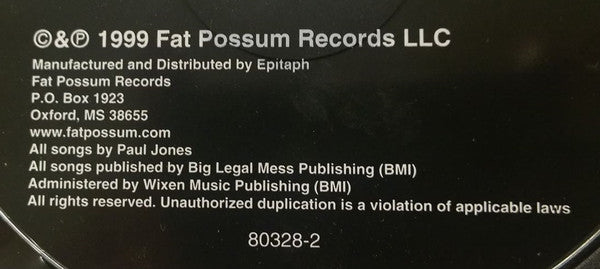 ©&℗ 1999 Fat Possum Records LLC
Manufactured and Distributed by Epitaph
Fat Possum Records
P.O. Box 1923
Oxford, MS 38655
www.fatpossum.com
All songs by Paul Jones
All songs published by Big Legal Mess Publishing (BMI)
Administered by Wixen Music Publishing (BMI)
All rights reserved. Unauthorized duplication is a violation of applicable laws
80328-2